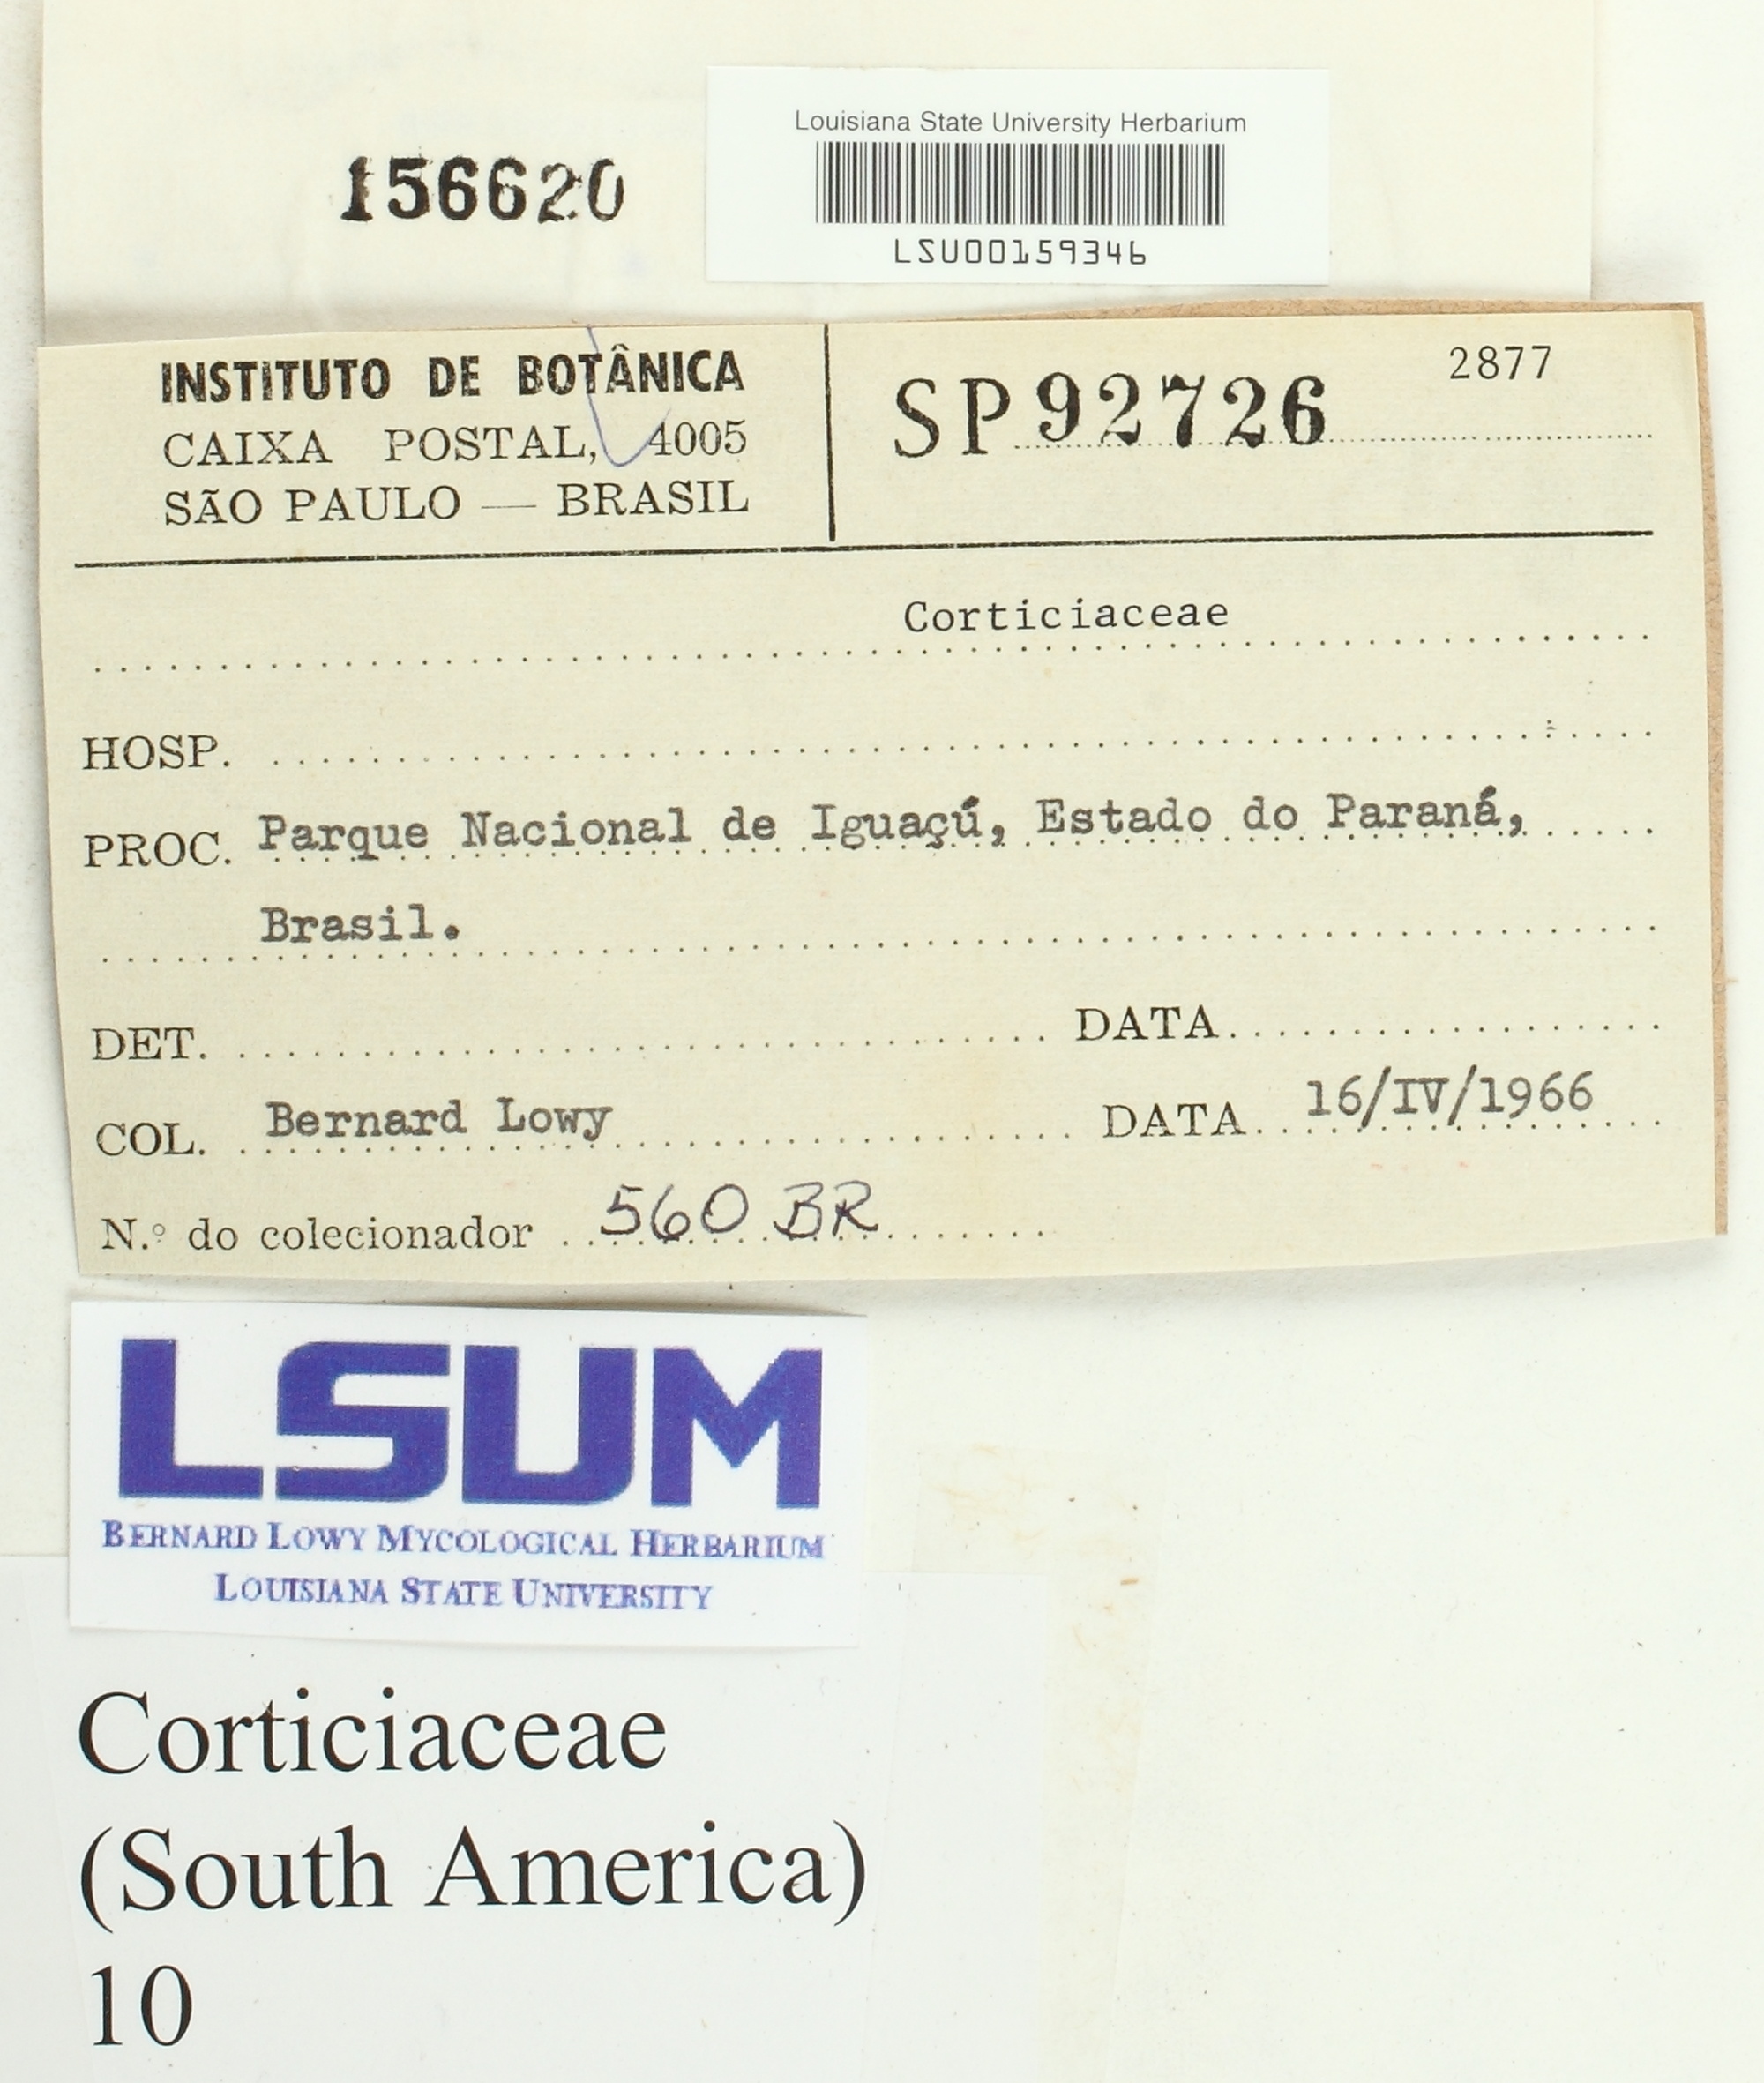 Louisiana State University Herbarium
156620
LSU00159346
INSTITUTO DE BOTÂNICA
CAIXA POSTAL, 4005
SÃO PAULO — BRASIL
SP 92726
2877
Corticiaceae
HOSP.
PROC. Parque Nacional de Iguaçú, Estado do Paraná,
Brasil.
DET. DATA
COL. Bernard Lowy DATA 16/IV/1966
N.º do colecionador 560 BR
LSUM
BERNARD LOWY MYCOLOGICAL HERBARIUM
LOUISIANA STATE UNIVERSITY
Corticiaceae
(South America)
10